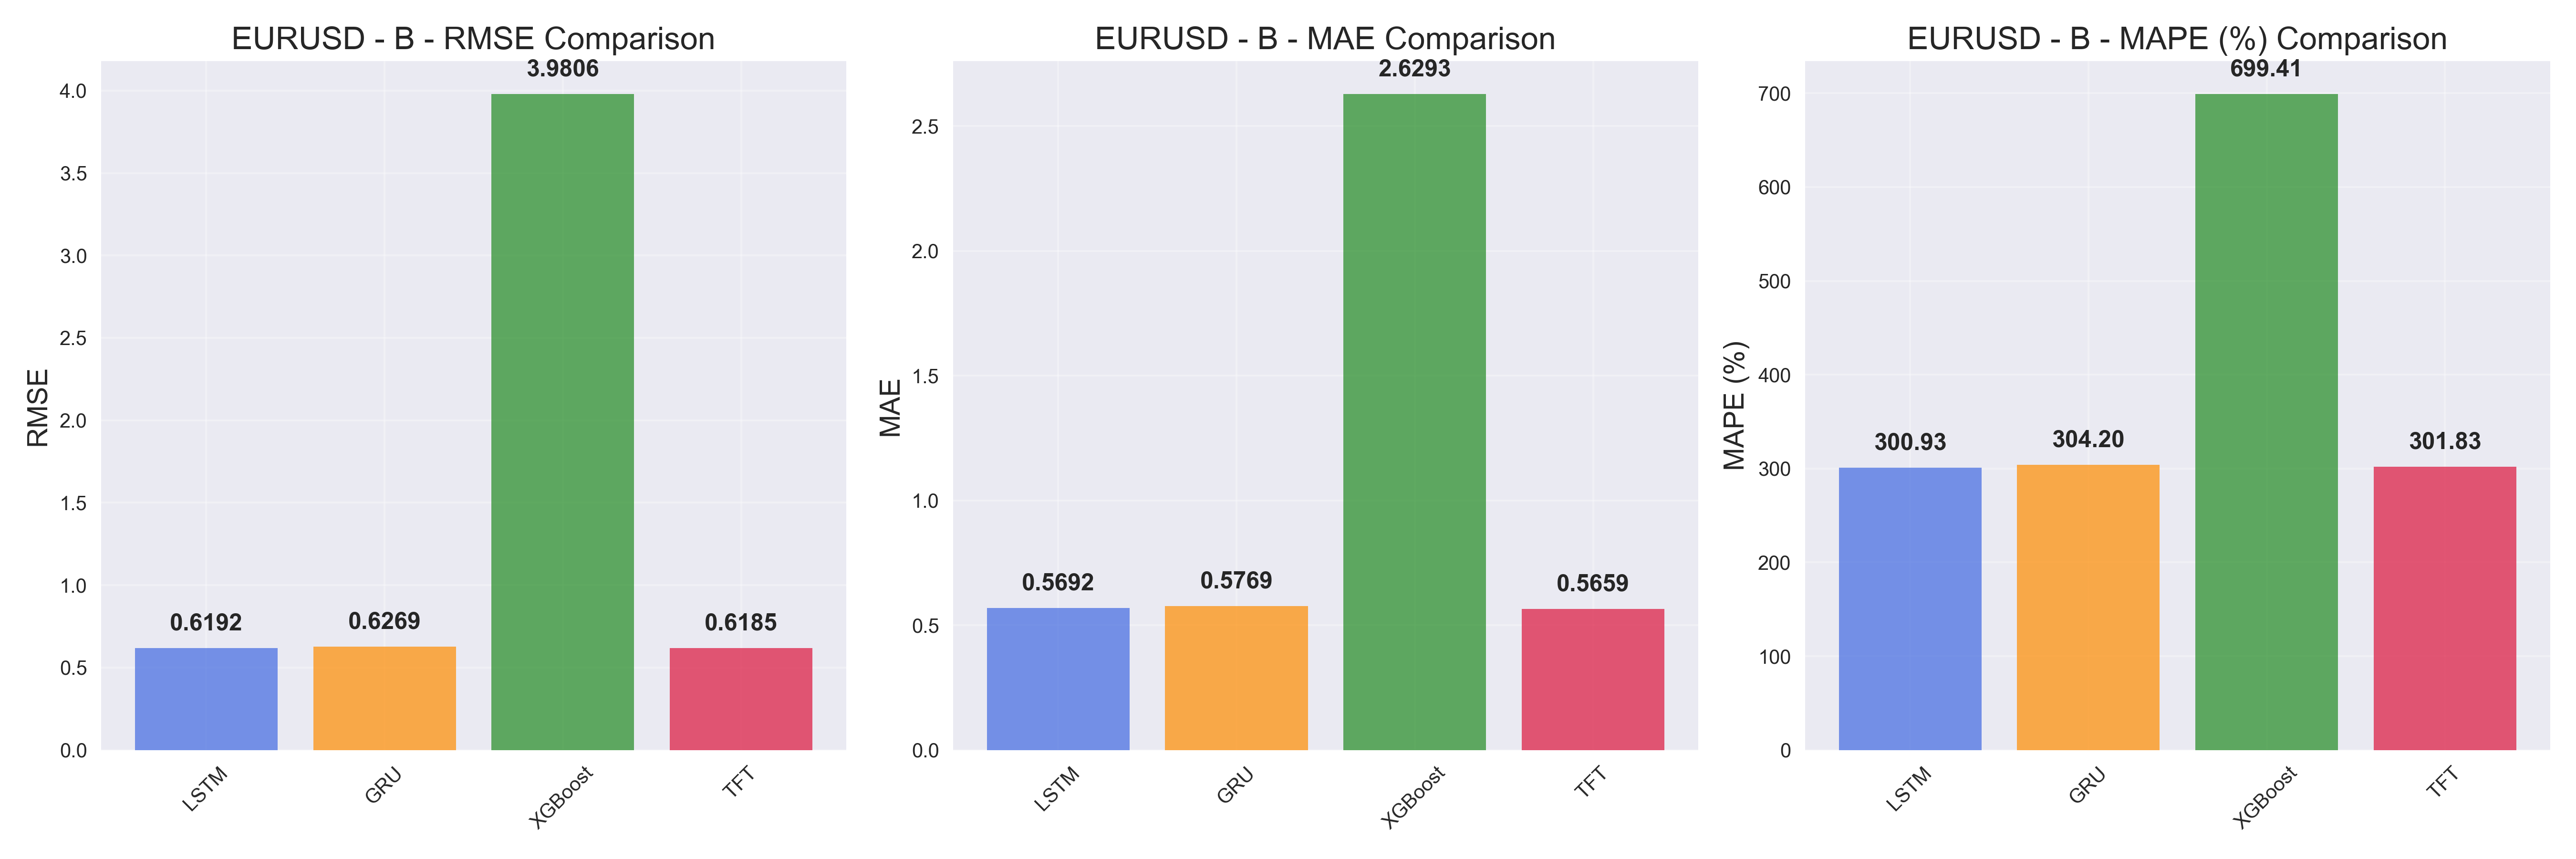 EURUSD - B - RMSE Comparison
RMSE
4.0
3.5
3.0
2.5
2.0
1.5
1.0
0.5
0.0
0.6192
0.6269
3.9806
0.6185
LSTM
GRU
XGBoost
TFT
EURUSD - B - MAE Comparison
MAE
2.5
2.0
1.5
1.0
0.5
0.0
0.5692
0.5769
2.6293
0.5659
LSTM
GRU
XGBoost
TFT
EURUSD - B - MAPE (%) Comparison
MAPE (%)
700
600
500
400
300
200
100
0
300.93
304.20
699.41
301.83
LSTM
GRU
XGBoost
TFT